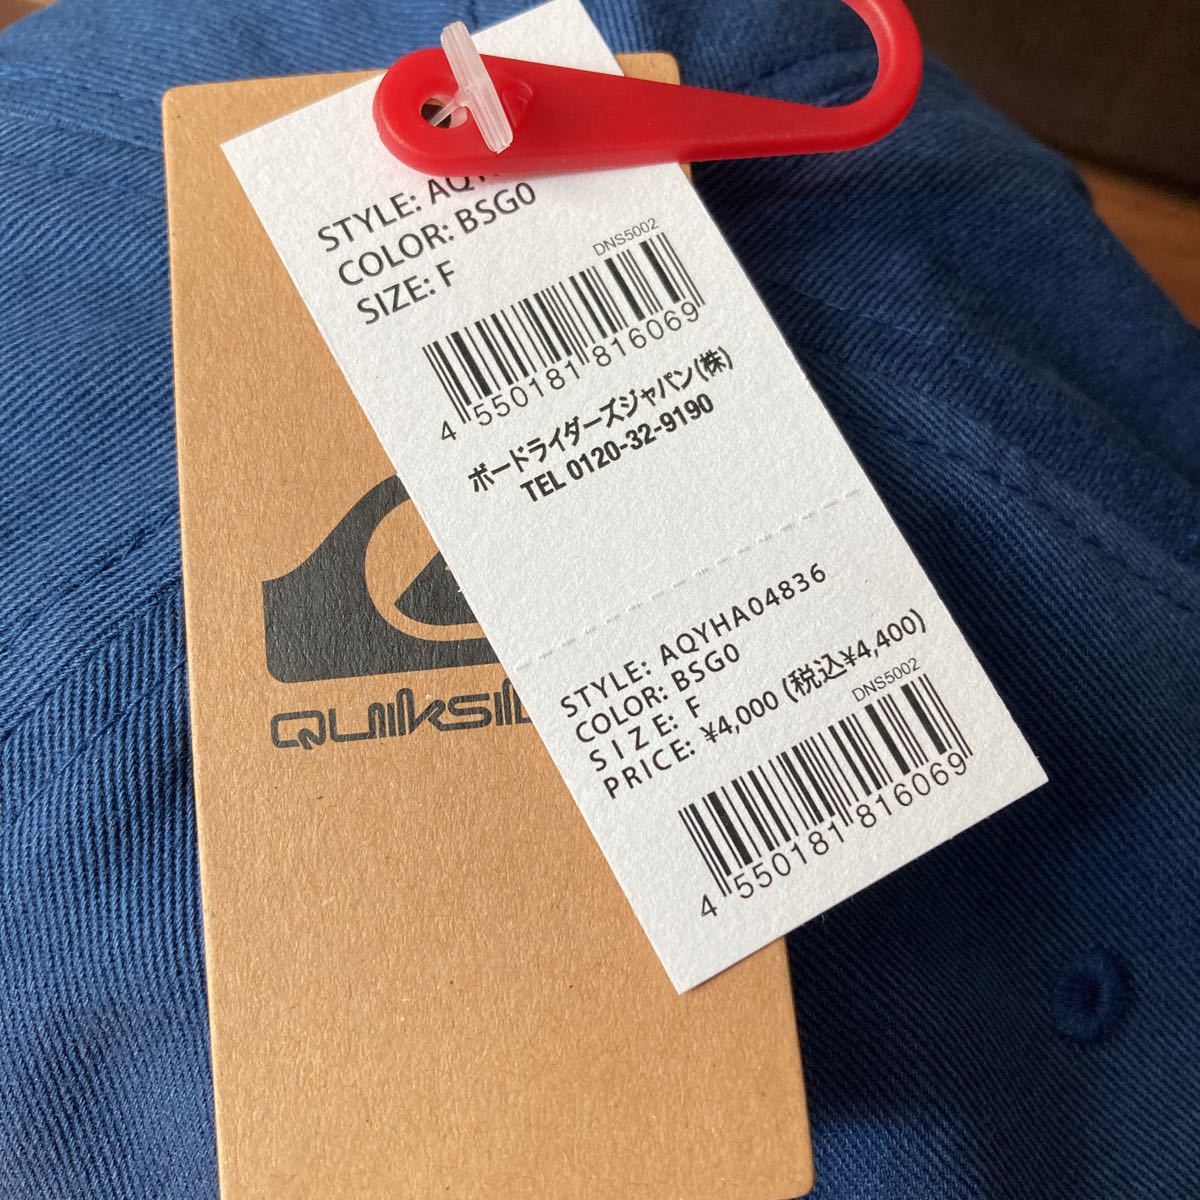 STYLE:
COLOR: BSG0
SIZE: F
DNS5002
4 550181 816069
ボードライダーズジャパン(株)
TEL 0120-32-9190
STYLE: AQYHA04836
COLOR: BSG0
SIZE: F
PRICE: ¥4,000 (税込¥4,400)
DNS5002
4 550181 816069